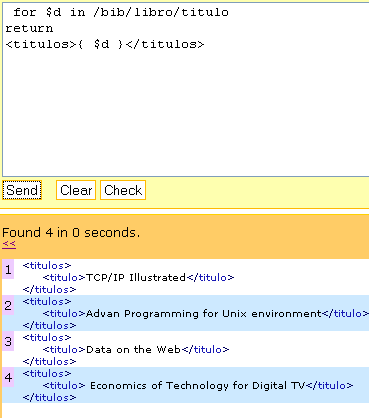 for $d in /bib/libro/titulo
return
<titulos>{ $d }</titulos>
Send Clear Check
Found 4 in 0 seconds.
<<
1 <titulos>
<titulo>TCP/IP Illustrated</titulo>
</titulos>
2 <titulos>
<titulo>Advan Programming for Unix environment</titulo>
</titulos>
3 <titulos>
<titulo>Data on the Web</titulo>
</titulos>
4 <titulos>
<titulo> Economics of Technology for Digital TV</titulo>
</titulos>